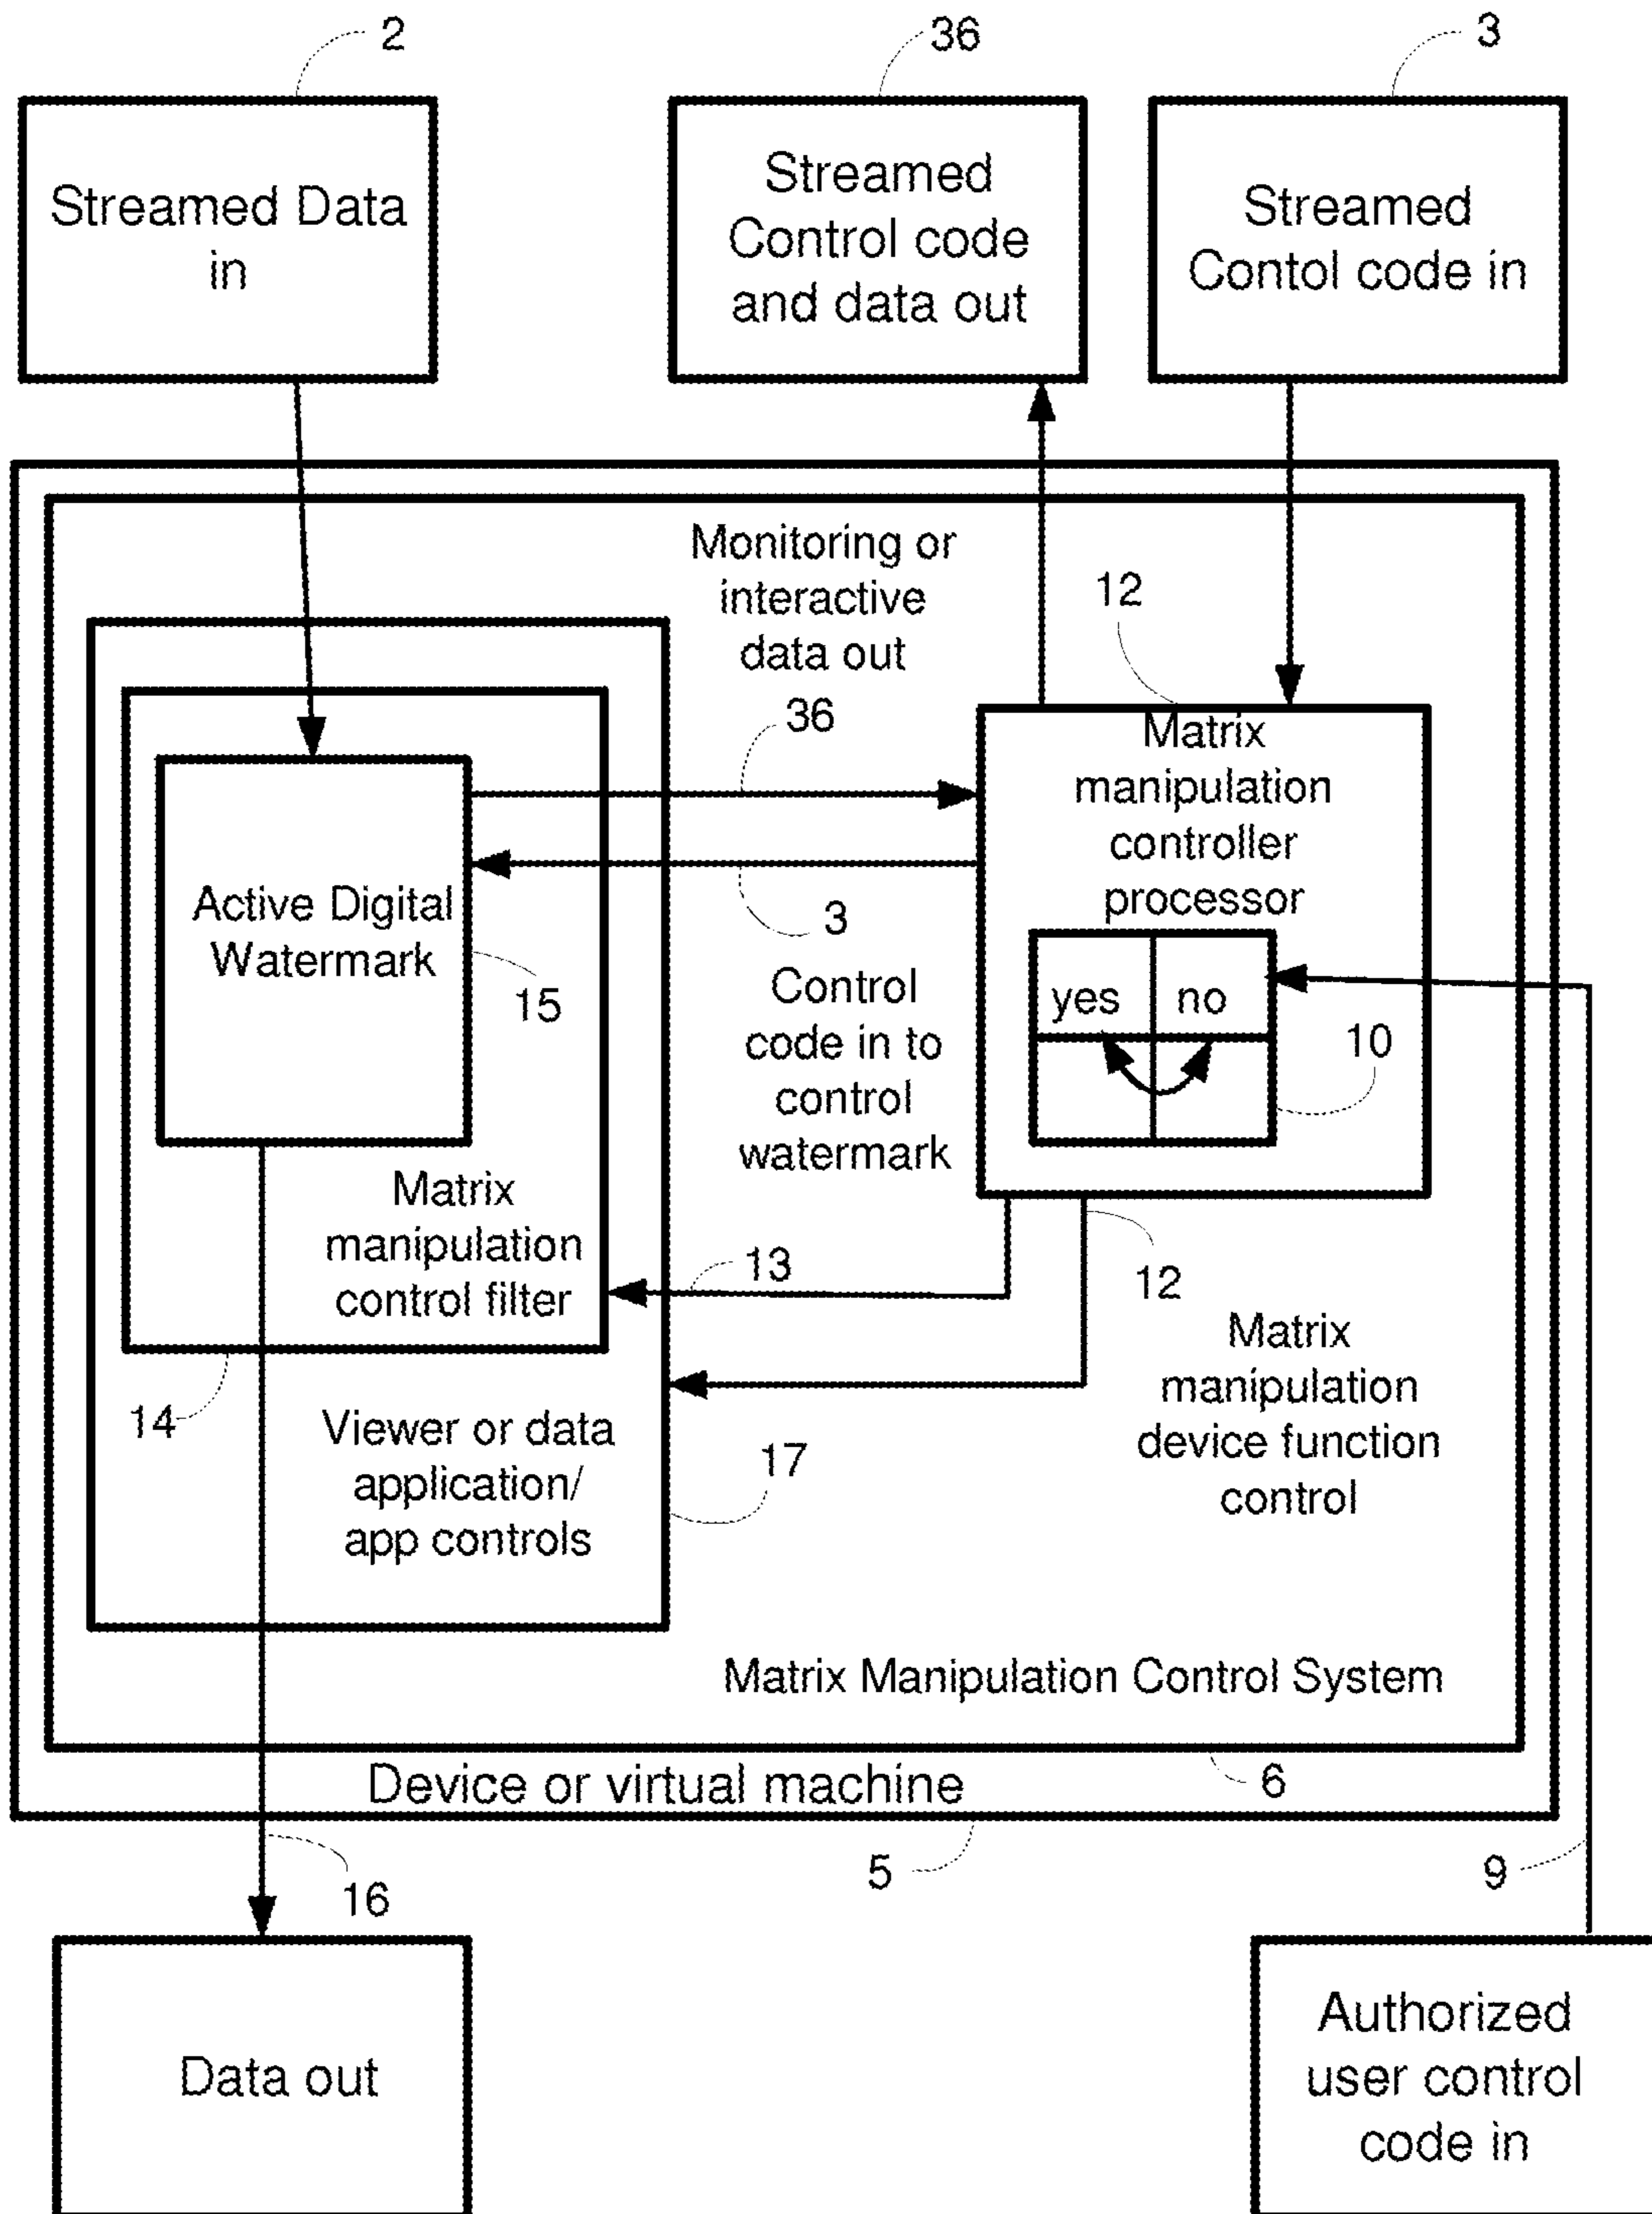 2
36
3
Streamed Data
in
Streamed
Control code
and data out
Streamed
Contol code in
Monitoring or
interactive
data out
36
12
Matrix
manipulation
controller
processor
yes
no
10
Active Digital
Watermark
15
3
Control
code in to
control
watermark
Matrix
manipulation
control filter
13
12
14
Viewer or data
application/
app controls
17
Matrix
manipulation
device function
control
Matrix Manipulation Control System
6
Device or virtual machine
5
9
16
Data out
Authorized
user control
code in